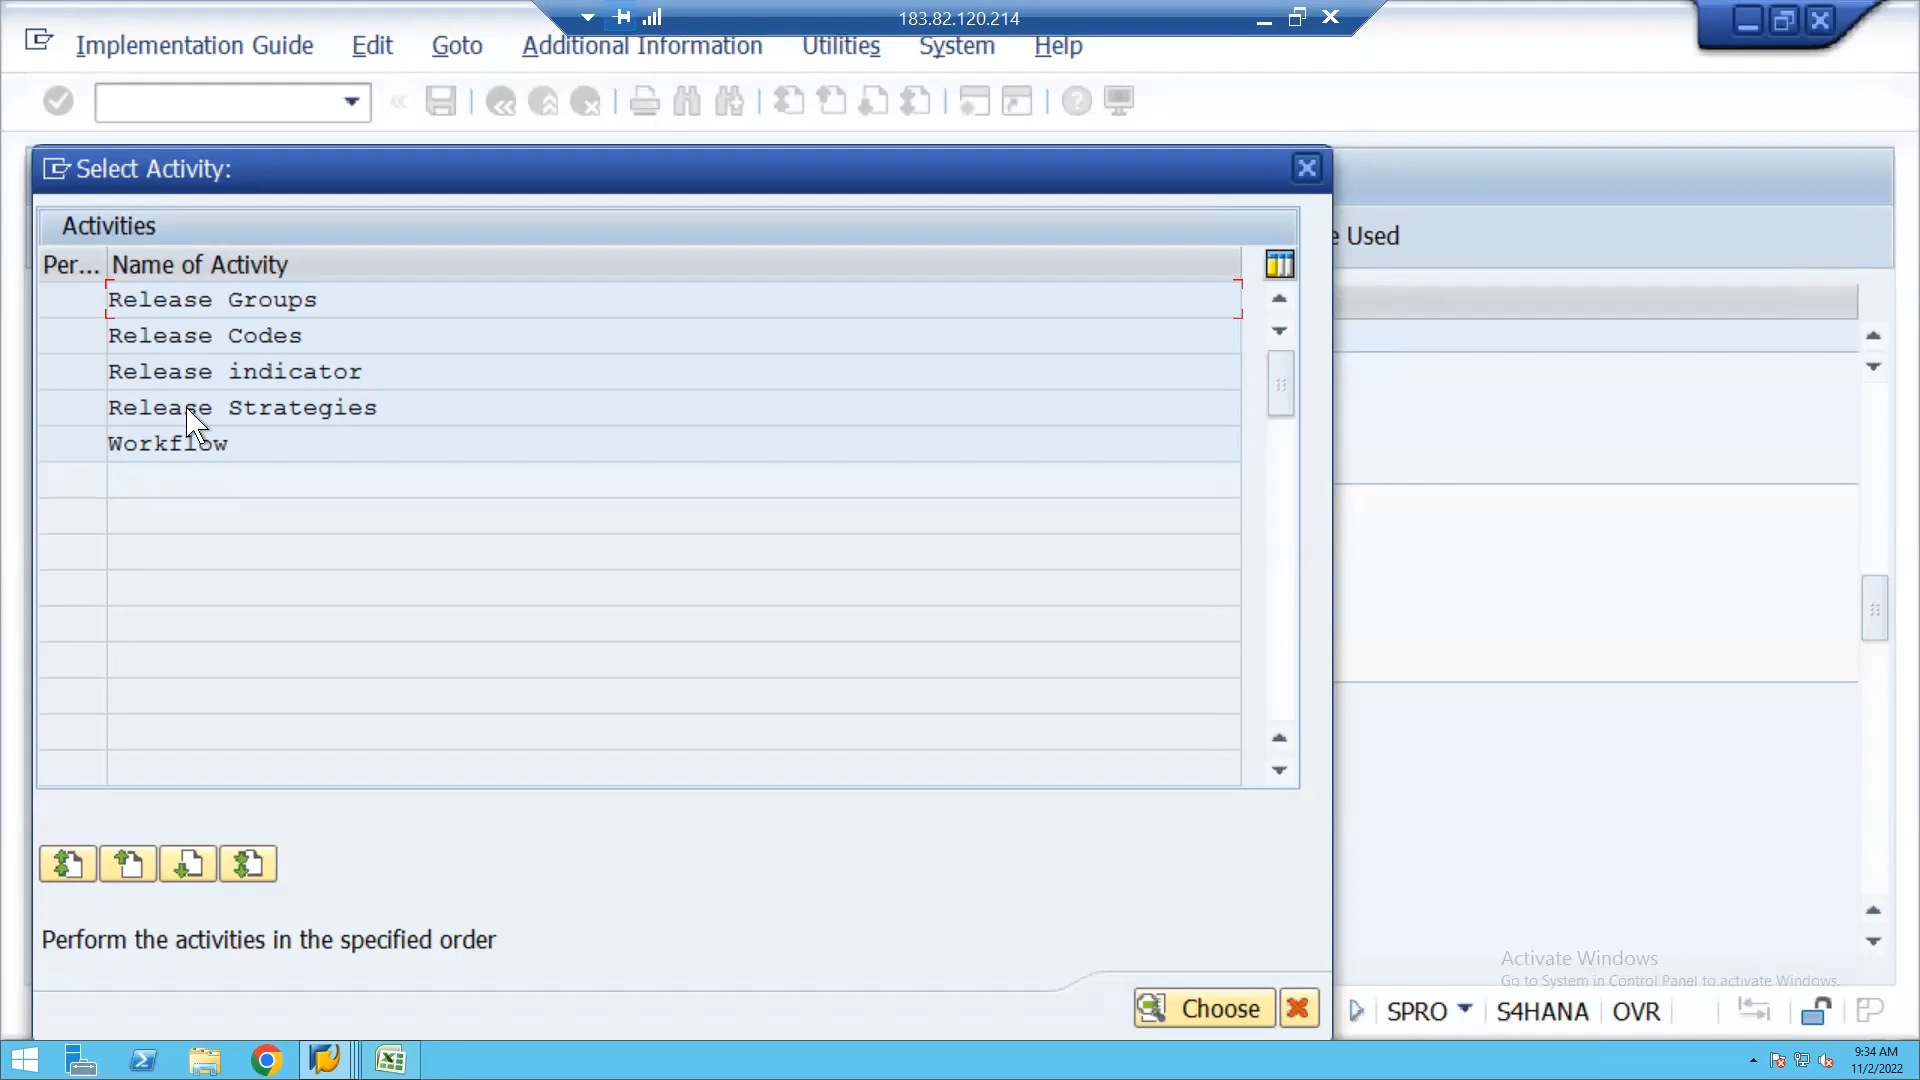 183.82.120.214
Implementation Guide Edit Goto Additional Information Utilities System Help
Select Activity:
Activities
e Used
Per... Name of Activity
Release Groups
Release Codes
Release indicator
Release Strategies
Workflow
Perform the activities in the specified order
Activate Windows
Go to System in Control Panel to activate Windows.
Choose
SPRO S4HANA OVR
9:34 AM
11/2/2022